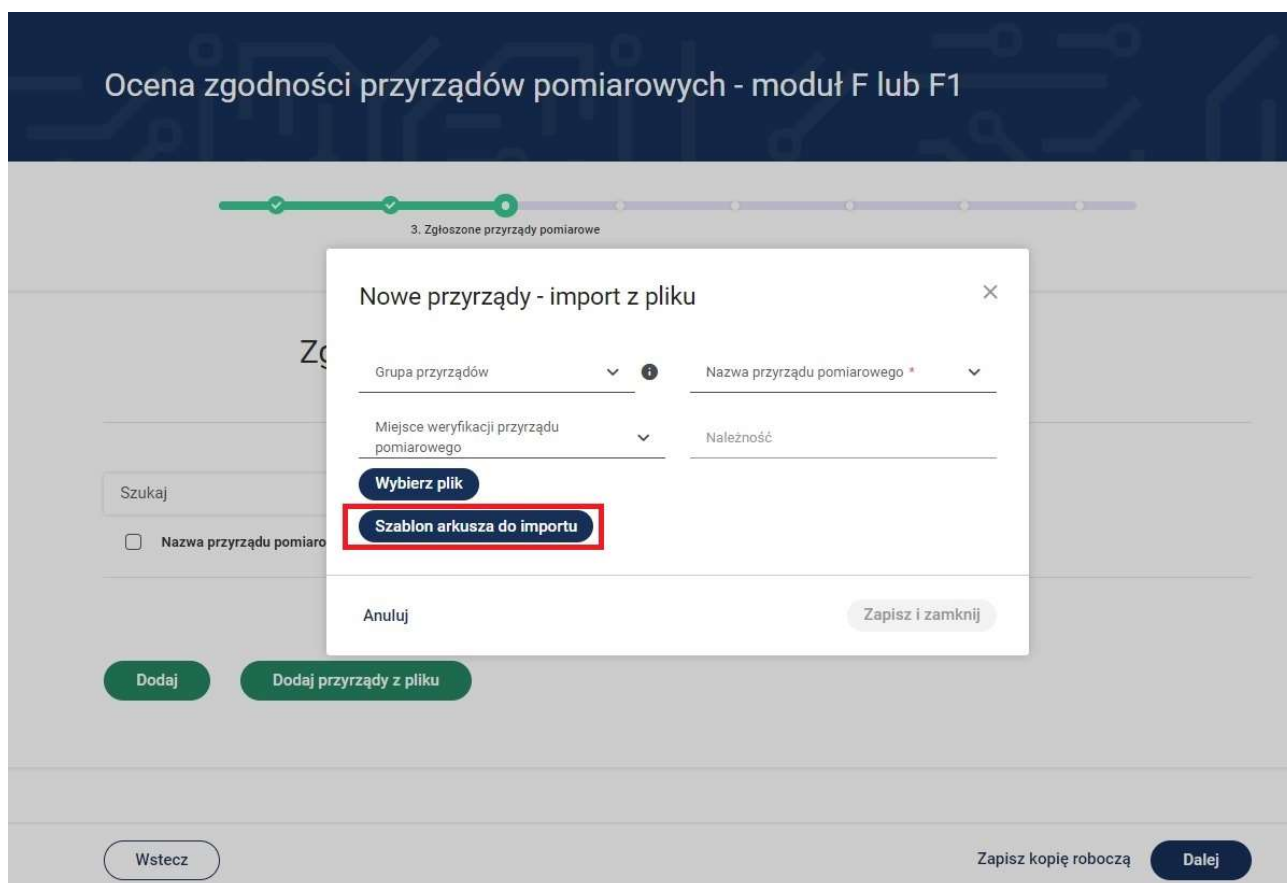 Ocena zgodności przyrządów pomiarowych - moduł F lub F1
3. Zgłoszone przyrządy pomiarowe
Nowe przyrządy - import z pliku
Grupa przyrządów
Nazwa przyrządu pomiarowego *
Miejsce weryfikacji przyrządu
pomiarowego
Należność
Wybierz plik
Szablon arkusza do importu
Anuluj
Zapisz i zamknij
Szukaj
Nazwa przyrządu
Dodaj
Dodaj przyrządy z pliku
Wstecz
Zapisz kopię roboczą
Dalej